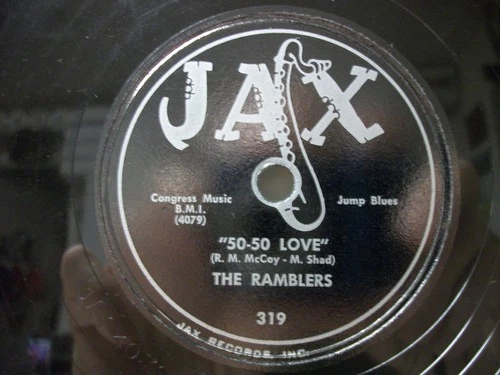 JAX
Congress Music
B.M.I.
(4079)
Jump Blues
"50-50 LOVE"
(R. M. McCoy - M. Shad)
THE RAMBLERS
319
JAX RECORDS, INC.